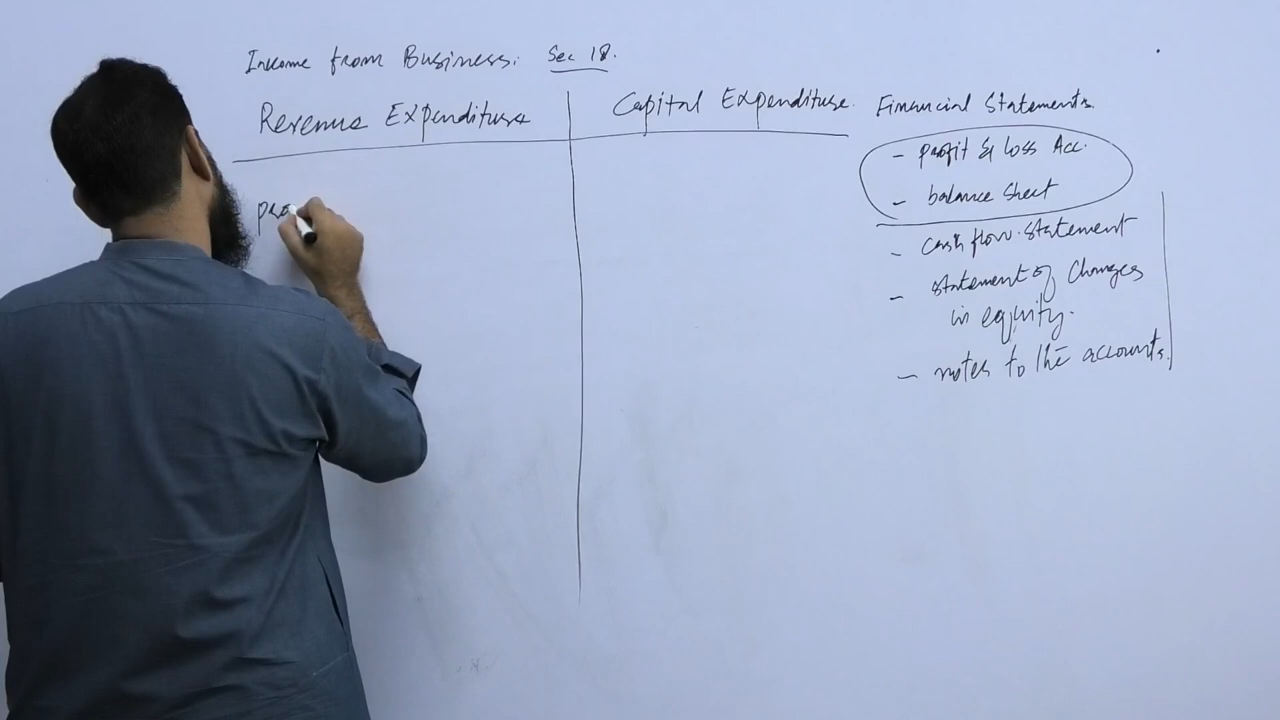 Income from Business. Sec 18.
Revenue Expenditure
Capital Expenditure.
Financial Statements.
- profit & loss Acc.
- balance sheet
- cash flow statement
- statement of Changes
in equity.
- notes to the accounts.
pro